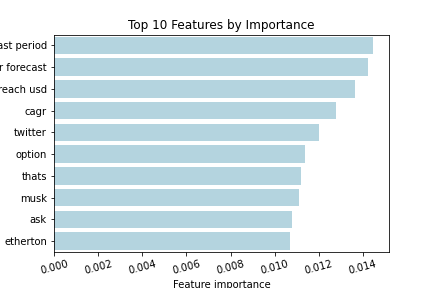 Top 10 Features by Importance
ast period
r forecast
reach usd
cagr
twitter
option
thats
musk
ask
etherton
0.000 0.002 0.004 0.006 0.008 0.010 0.012 0.014
Feature importance